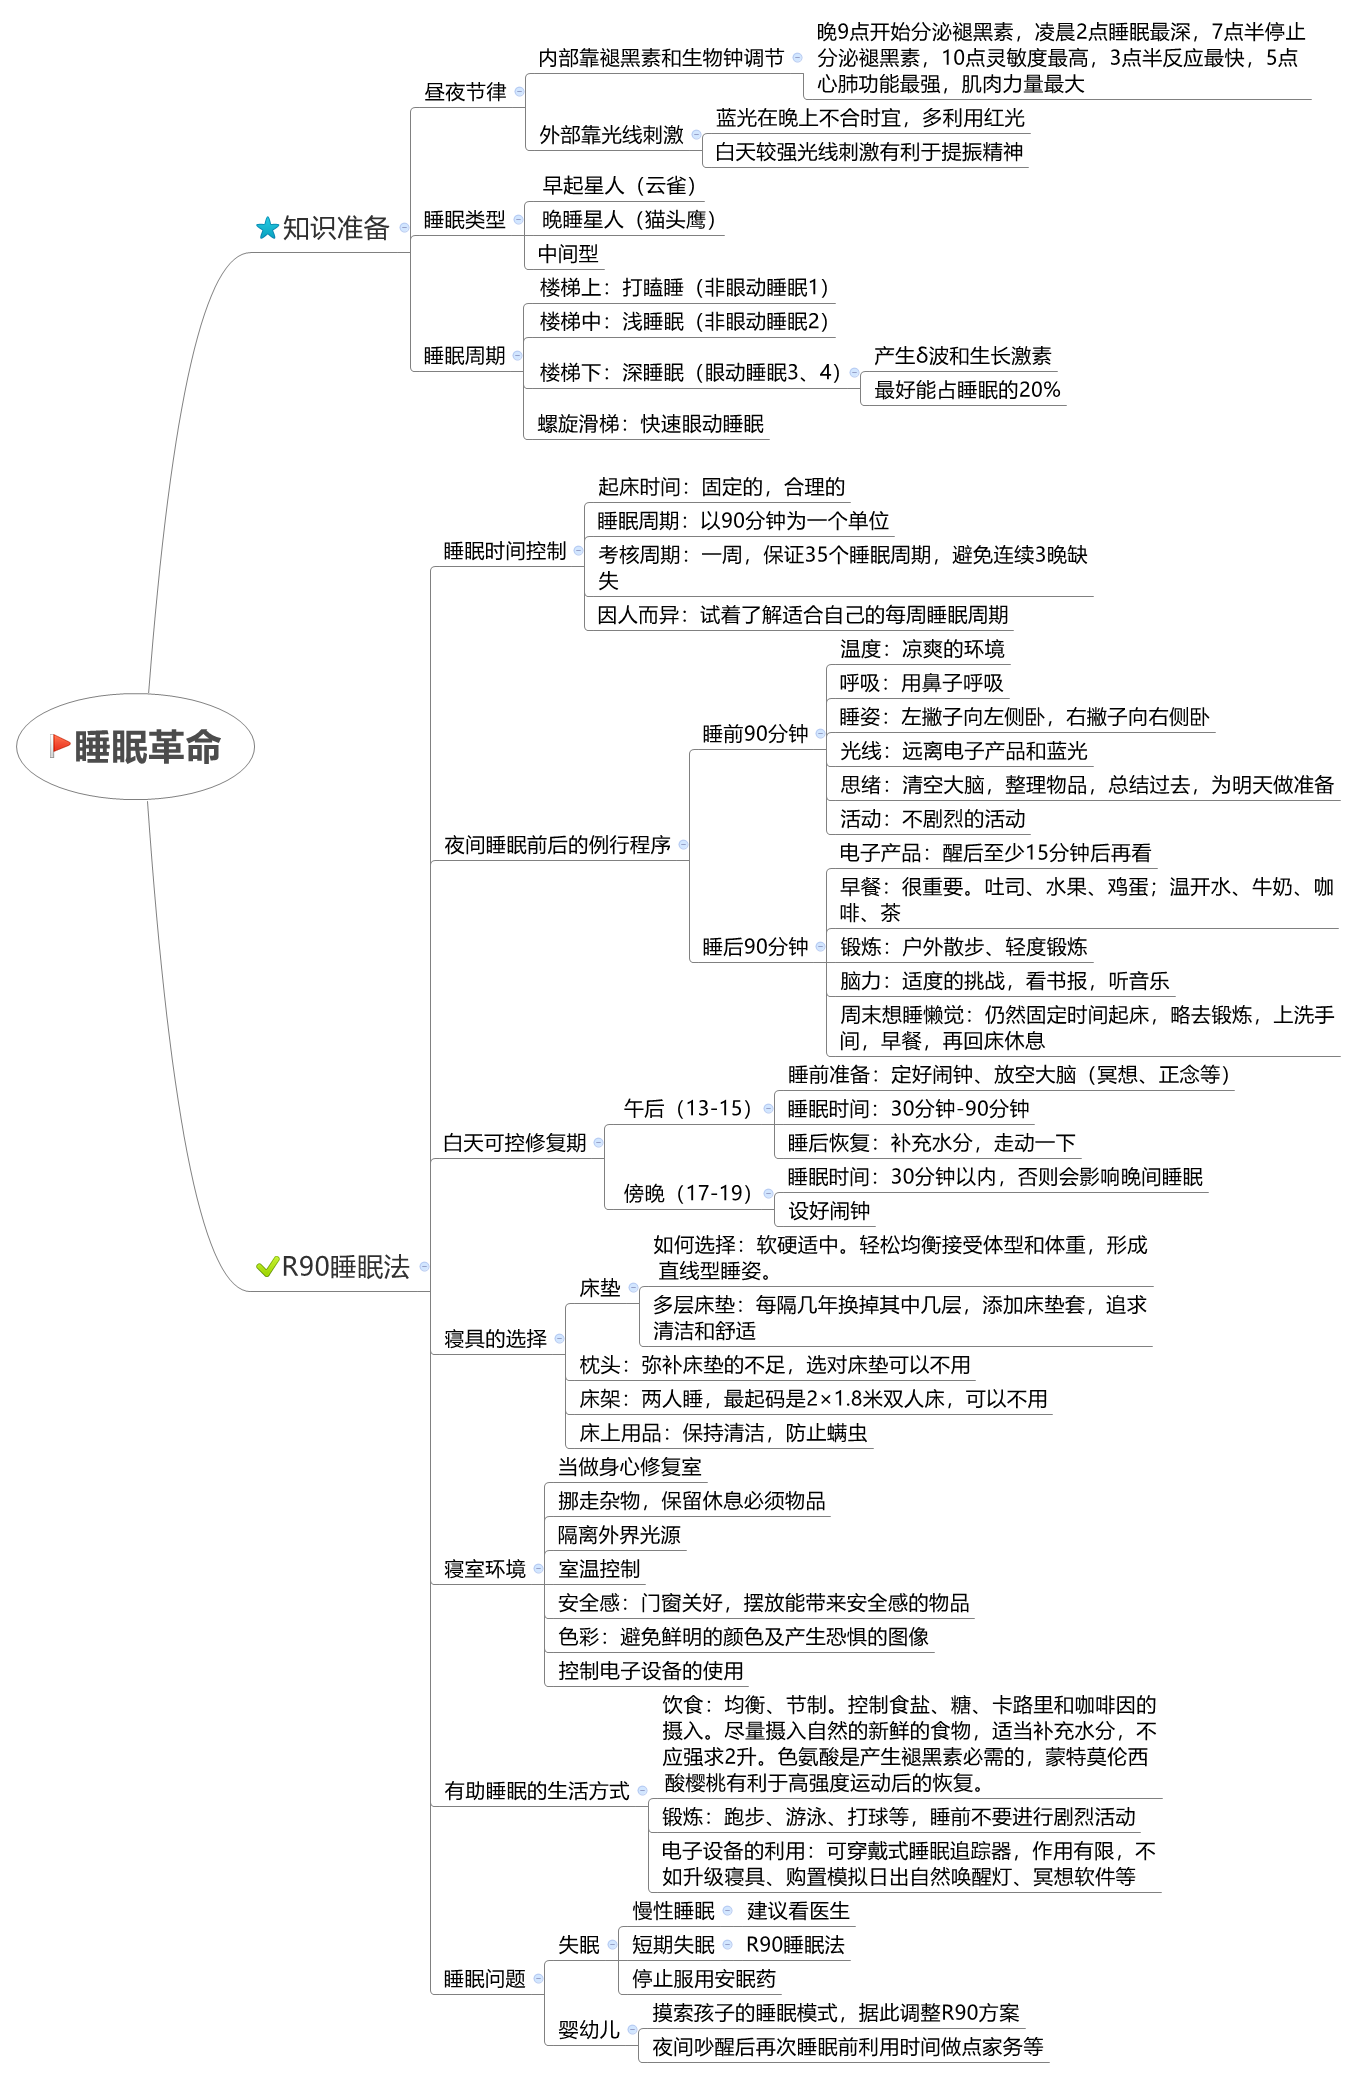 睡眠革命
知识准备
昼夜节律
内部靠褪黑素和生物钟调节
晚9点开始分泌褪黑素，凌晨2点睡眠最深，7点半停止
分泌褪黑素，10点灵敏度最高，3点半反应最快，5点
心肺功能最强，肌肉力量最大
外部靠光线刺激
蓝光在晚上不合时宜，多利用红光
白天较强光线刺激有利于提振精神
睡眠类型
早起星人（云雀）
晚睡星人（猫头鹰）
中间型
睡眠周期
楼梯上：打瞌睡（非眼动睡眠1）
楼梯中：浅睡眠（非眼动睡眠2）
楼梯下：深睡眠（眼动睡眠3、4）
产生δ波和生长激素
最好能占睡眠的20%
螺旋滑梯：快速眼动睡眠
R90睡眠法
睡眠时间控制
起床时间：固定的，合理的
睡眠周期：以90分钟为一个单位
考核周期：一周，保证35个睡眠周期，避免连续3晚缺
失
因人而异：试着了解适合自己的每周睡眠周期
夜间睡眠前后的例行程序
睡前90分钟
温度：凉爽的环境
呼吸：用鼻子呼吸
睡姿：左撇子向左侧卧，右撇子向右侧卧
光线：远离电子产品和蓝光
思绪：清空大脑，整理物品，总结过去，为明天做准备
活动：不剧烈的活动
睡后90分钟
电子产品：醒后至少15分钟后再看
早餐：很重要。吐司、水果、鸡蛋；温开水、牛奶、咖
啡、茶
锻炼：户外散步、轻度锻炼
脑力：适度的挑战，看书报，听音乐
周末想睡懒觉：仍然固定时间起床，略去锻炼，上洗手
间，早餐，再回床休息
白天可控修复期
午后（13-15）
睡前准备：定好闹钟、放空大脑（冥想、正念等）
睡眠时间：30分钟-90分钟
睡后恢复：补充水分，走动一下
傍晚（17-19）
睡眠时间：30分钟以内，否则会影响晚间睡眠
设好闹钟
寝具的选择
床垫
如何选择：软硬适中。轻松均衡接受体型和体重，形成
直线型睡姿。
多层床垫：每隔几年换掉其中几层，添加床垫套，追求
清洁和舒适
枕头：弥补床垫的不足，选对床垫可以不用
床架：两人睡，最起码是2×1.8米双人床，可以不用
床上用品：保持清洁，防止螨虫
寝室环境
当做身心修复室
挪走杂物，保留休息必须物品
隔离外界光源
室温控制
安全感：门窗关好，摆放能带来安全感的物品
色彩：避免鲜明的颜色及产生恐惧的图像
控制电子设备的使用
有助睡眠的生活方式
饮食：均衡、节制。控制食盐、糖、卡路里和咖啡因的
摄入。尽量摄入自然的新鲜的食物，适当补充水分，不
应强求2升。色氨酸是产生褪黑素必需的，蒙特莫伦西
酸樱桃有利于高强度运动后的恢复。
锻炼：跑步、游泳、打球等，睡前不要进行剧烈活动
电子设备的利用：可穿戴式睡眠追踪器，作用有限，不
如升级寝具、购置模拟日出自然唤醒灯、冥想软件等
睡眠问题
失眠
慢性睡眠
建议看医生
短期失眠
R90睡眠法
停止服用安眠药
婴幼儿
摸索孩子的睡眠模式，据此调整R90方案
夜间吵醒后再次睡眠前利用时间做点家务等